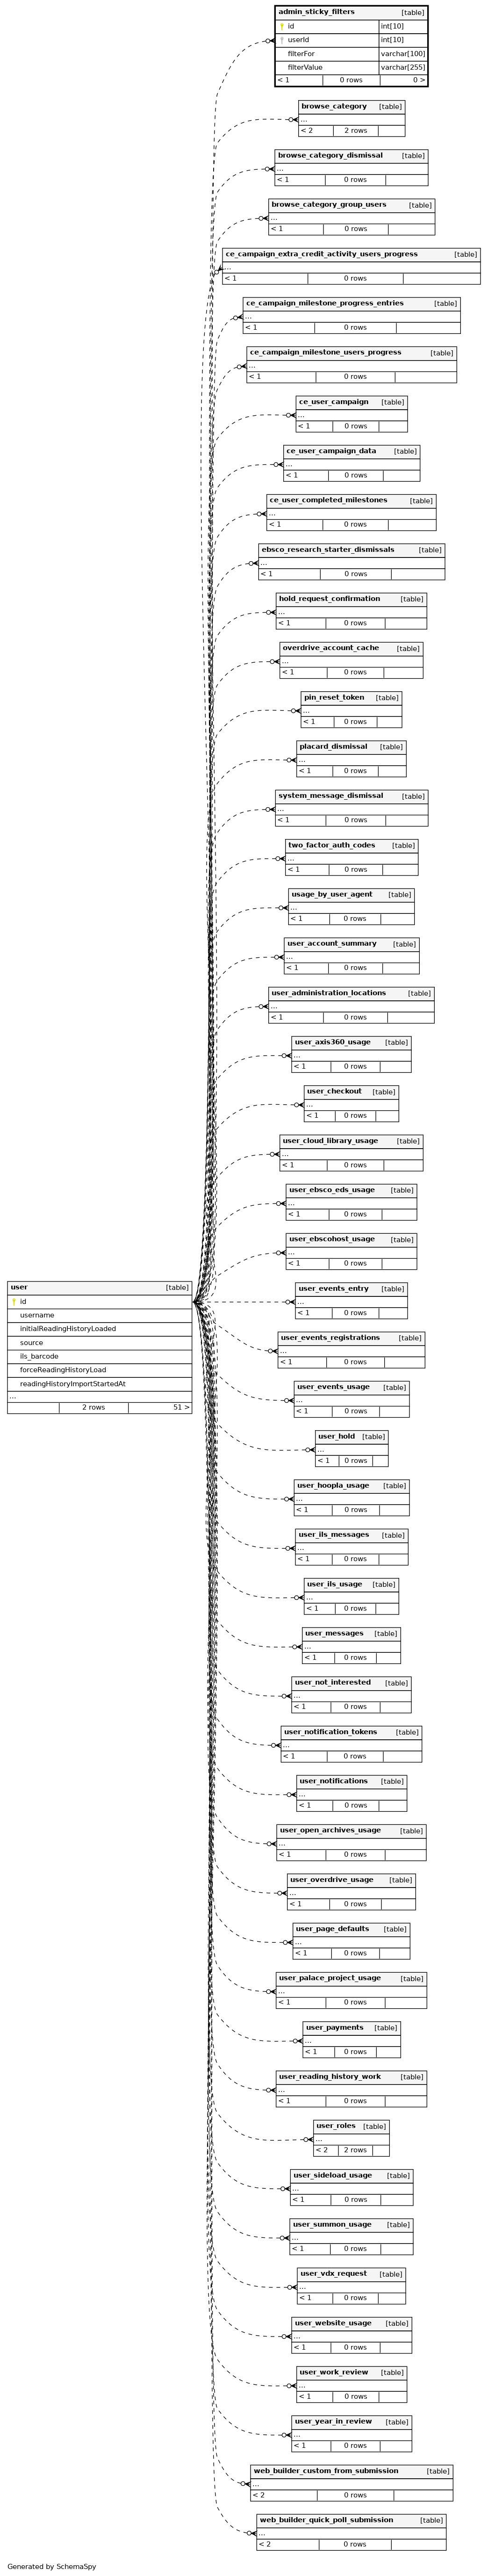 admin_sticky_filters [table]
id int[10]
userId int[10]
filterFor varchar[100]
filterValue varchar[255]
< 1 0 rows 0 >
browse_category [table]
...
< 2 2 rows
browse_category_dismissal [table]
...
< 1 0 rows
browse_category_group_users [table]
...
< 1 0 rows
ce_campaign_extra_credit_activity_users_progress [table]
...
< 1 0 rows
ce_campaign_milestone_progress_entries [table]
...
< 1 0 rows
ce_campaign_milestone_users_progress [table]
...
< 1 0 rows
ce_user_campaign [table]
...
< 1 0 rows
ce_user_campaign_data [table]
...
< 1 0 rows
ce_user_completed_milestones [table]
...
< 1 0 rows
ebsco_research_starter_dismissals [table]
...
< 1 0 rows
hold_request_confirmation [table]
...
< 1 0 rows
overdrive_account_cache [table]
...
< 1 0 rows
pin_reset_token [table]
...
< 1 0 rows
placard_dismissal [table]
...
< 1 0 rows
system_message_dismissal [table]
...
< 1 0 rows
two_factor_auth_codes [table]
...
< 1 0 rows
usage_by_user_agent [table]
...
< 1 0 rows
user_account_summary [table]
...
< 1 0 rows
user_administration_locations [table]
...
< 1 0 rows
user_axis360_usage [table]
...
< 1 0 rows
user_checkout [table]
...
< 1 0 rows
user_cloud_library_usage [table]
...
< 1 0 rows
user_ebsco_eds_usage [table]
...
< 1 0 rows
user_ebscohost_usage [table]
...
< 1 0 rows
user [table]
id
username
initialReadingHistoryLoaded
source
ils_barcode
forceReadingHistoryLoad
readingHistoryImportStartedAt
...
2 rows 51 >
user_events_entry [table]
...
< 1 0 rows
user_events_registrations [table]
...
< 1 0 rows
user_events_usage [table]
...
< 1 0 rows
user_hold [table]
...
< 1 0 rows
user_hoopla_usage [table]
...
< 1 0 rows
user_ils_messages [table]
...
< 1 0 rows
user_ils_usage [table]
...
< 1 0 rows
user_messages [table]
...
< 1 0 rows
user_not_interested [table]
...
< 1 0 rows
user_notification_tokens [table]
...
< 1 0 rows
user_notifications [table]
...
< 1 0 rows
user_open_archives_usage [table]
...
< 1 0 rows
user_overdrive_usage [table]
...
< 1 0 rows
user_page_defaults [table]
...
< 1 0 rows
user_palace_project_usage [table]
...
< 1 0 rows
user_payments [table]
...
< 1 0 rows
user_reading_history_work [table]
...
< 1 0 rows
user_roles [table]
...
< 2 2 rows
user_sideload_usage [table]
...
< 1 0 rows
user_summon_usage [table]
...
< 1 0 rows
user_vdx_request [table]
...
< 1 0 rows
user_website_usage [table]
...
< 1 0 rows
user_work_review [table]
...
< 1 0 rows
user_year_in_review [table]
...
< 1 0 rows
web_builder_custom_from_submission [table]
...
< 2 0 rows
web_builder_quick_poll_submission [table]
...
< 2 0 rows
Generated by SchemaSpy